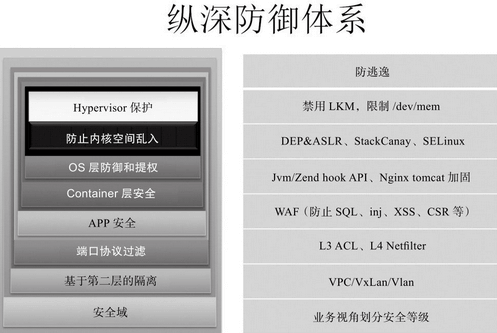 纵深防御体系
Hypervisor 保护
防止内核空间乱入
OS 层防御和提权
Container 层安全
APP 安全
端口协议过滤
基于第二层的隔离
安全域
防逃逸
禁用 LKM，限制 /dev/mem
DEP&ASLR、StackCanay、SELinux
Jvm/Zend hook API、Nginx tomcat 加固
WAF（防止 SQL、inj、XSS、CSR 等）
L3 ACL、L4 Netfilter
VPC/VxLan/Vlan
业务视角划分安全等级